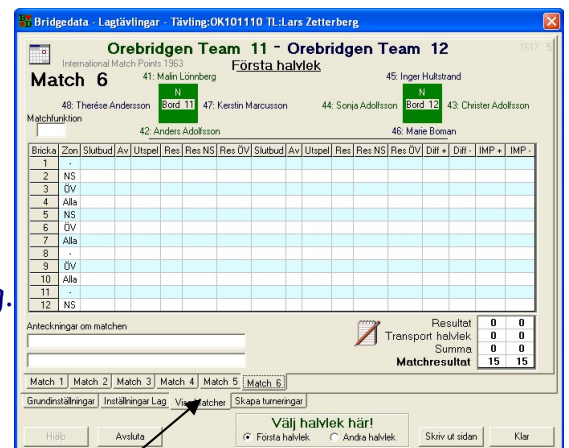 Bridgedata - Lagtävlingar - Tävling:OK101110 TL:Lars Zetterberg
Orebridgen Team 11 - Orebridgen Team 12
1617 5
International Match Points 1963
Första halvlek
Match 6
41: Malin Lönnberg
45: Inger Hultstrand
N
N
48: Therése Andersson
Bord 11
47: Kerstin Marcusson
44: Sonja Adolfsson
Bord 12
43: Christer Adolfsson
Matchfunktion
42: Anders Adolfsson
46: Marie Boman
Bricka Zon Slutbud Av Utspel Res Res NS Res ÖV Slutbud Av Utspel Res Res NS Res ÖV Diff + Diff - IMP + IMP -
1 -
2 NS
3 ÖV
4 Alla
5 NS
6 ÖV
7 Alla
8 -
9 ÖV
10 Alla
11 -
12 NS
.
Anteckningar om matchen
Resultat 0 0
Transport halvlek 0 0
Summa 0 0
Matchresultat 15 15
Match 1 Match 2 Match 3 Match 4 Match 5 Match 6
Grundinställningar Inställningar Lag Visa Matcher Skapa turneringar
Välj halvlek här!
Hjälp Avsluta Första halvlek Andra halvlek Skriv ut sidan Klar